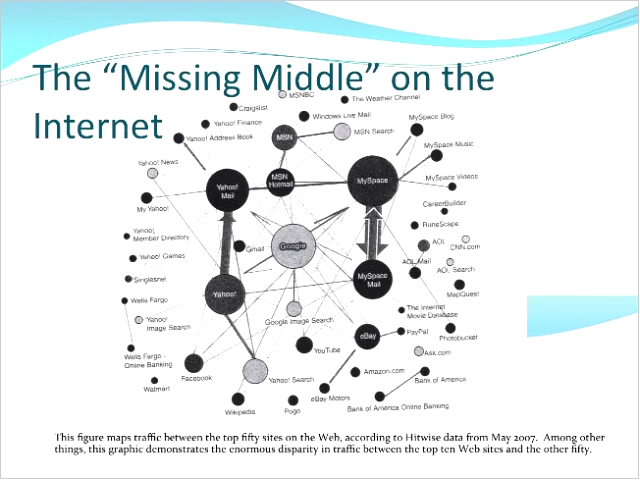 The “Missing Middle” on the
Internet
MSNBC
The Weather Channel
Craigslist
Windows Live Mail
MySpace Blog
Yahoo! Finance
MSN Search
Yahoo! Address Book
MSN
MySpace Music
Yahoo! News
MSN
Hotmail
MySpace
MySpace Videos
Yahoo!
Mail
My Yahoo!
CareerBuilder
RuneScape
Yahoo!
Member Directory
Gmail
Google
AOL
CNN.com
Yahoo! Games
AOL Mail
AOL Search
Singlesnet
MySpace
Mail
MapQuest
Wells Fargo
Yahoo!
The Internet
Movie Database
Yahoo!
Image Search
Google Image Search
eBay
PayPal
Photobucket
YouTube
Ask.com
Wells Fargo -
Online Banking
Facebook
Yahoo! Search
Amazon.com
Bank of America
Walmart
eBay Motors
Wikipedia
Pogo
Bank of America Online Banking
This figure maps traffic between the top fifty sites on the Web, according to Hitwise data from May 2007.  Among other
things, this graphic demonstrates the enormous disparity in traffic between the top ten Web sites and the other fifty.